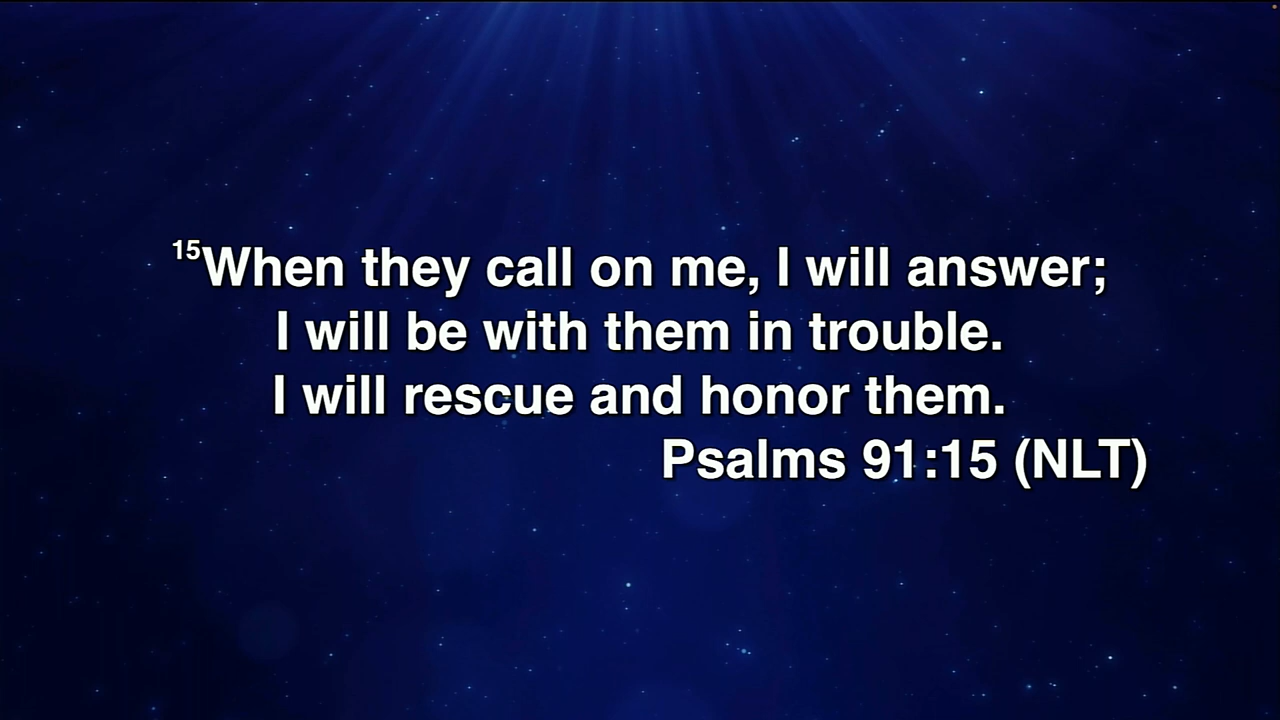 15When they call on me, I will answer;
I will be with them in trouble.
I will rescue and honor them.
Psalms 91:15 (NLT)